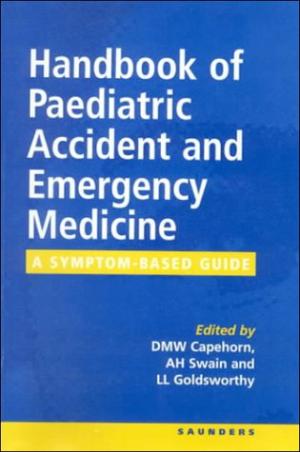 Handbook of
Paediatric
Accident and
Emergency
Medicine
A SYMPTOM-BASED GUIDE
Edited by
DMW Capehorn,
AH Swain and
LL Goldsworthy
SAUNDERS